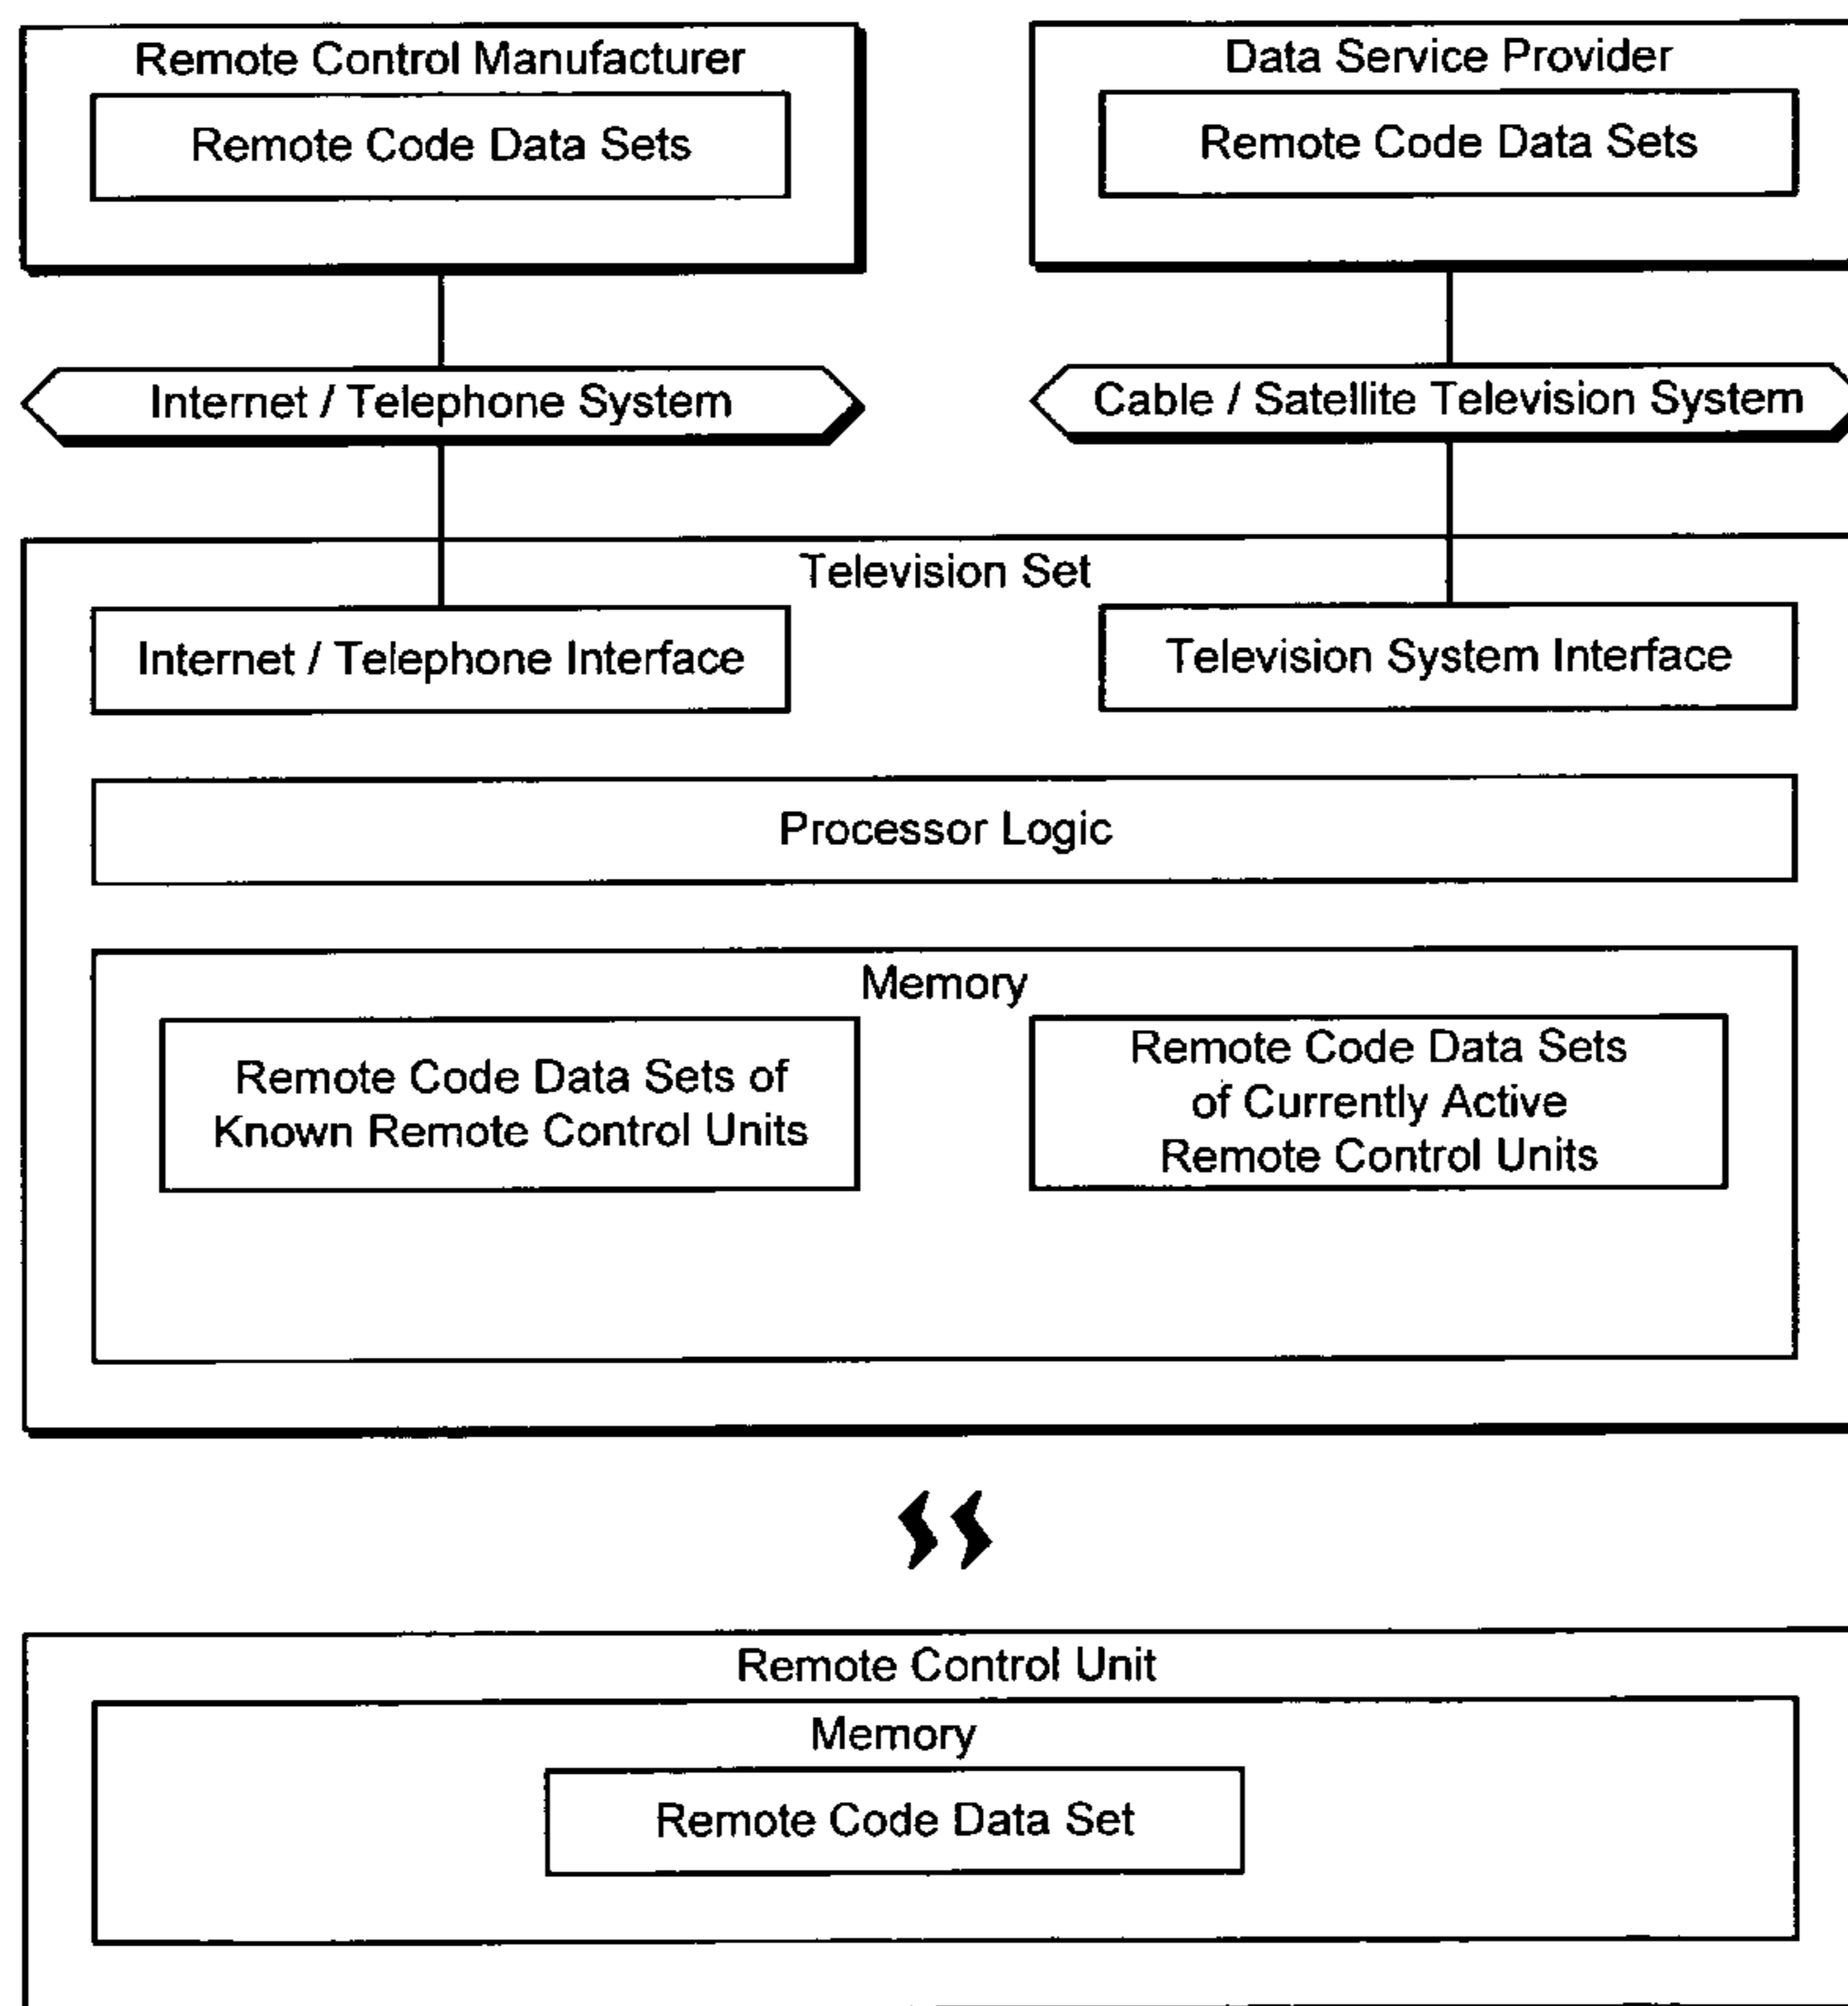 Remote Control Manufacturer
Remote Code Data Sets
Data Service Provider
Remote Code Data Sets
Internet / Telephone System
Cable / Satellite Television System
Television Set
Internet / Telephone Interface
Television System Interface
Processor Logic
Memory
Remote Code Data Sets of
Known Remote Control Units
Remote Code Data Sets
of Currently Active
Remote Control Units
Remote Control Unit
Memory
Remote Code Data Set